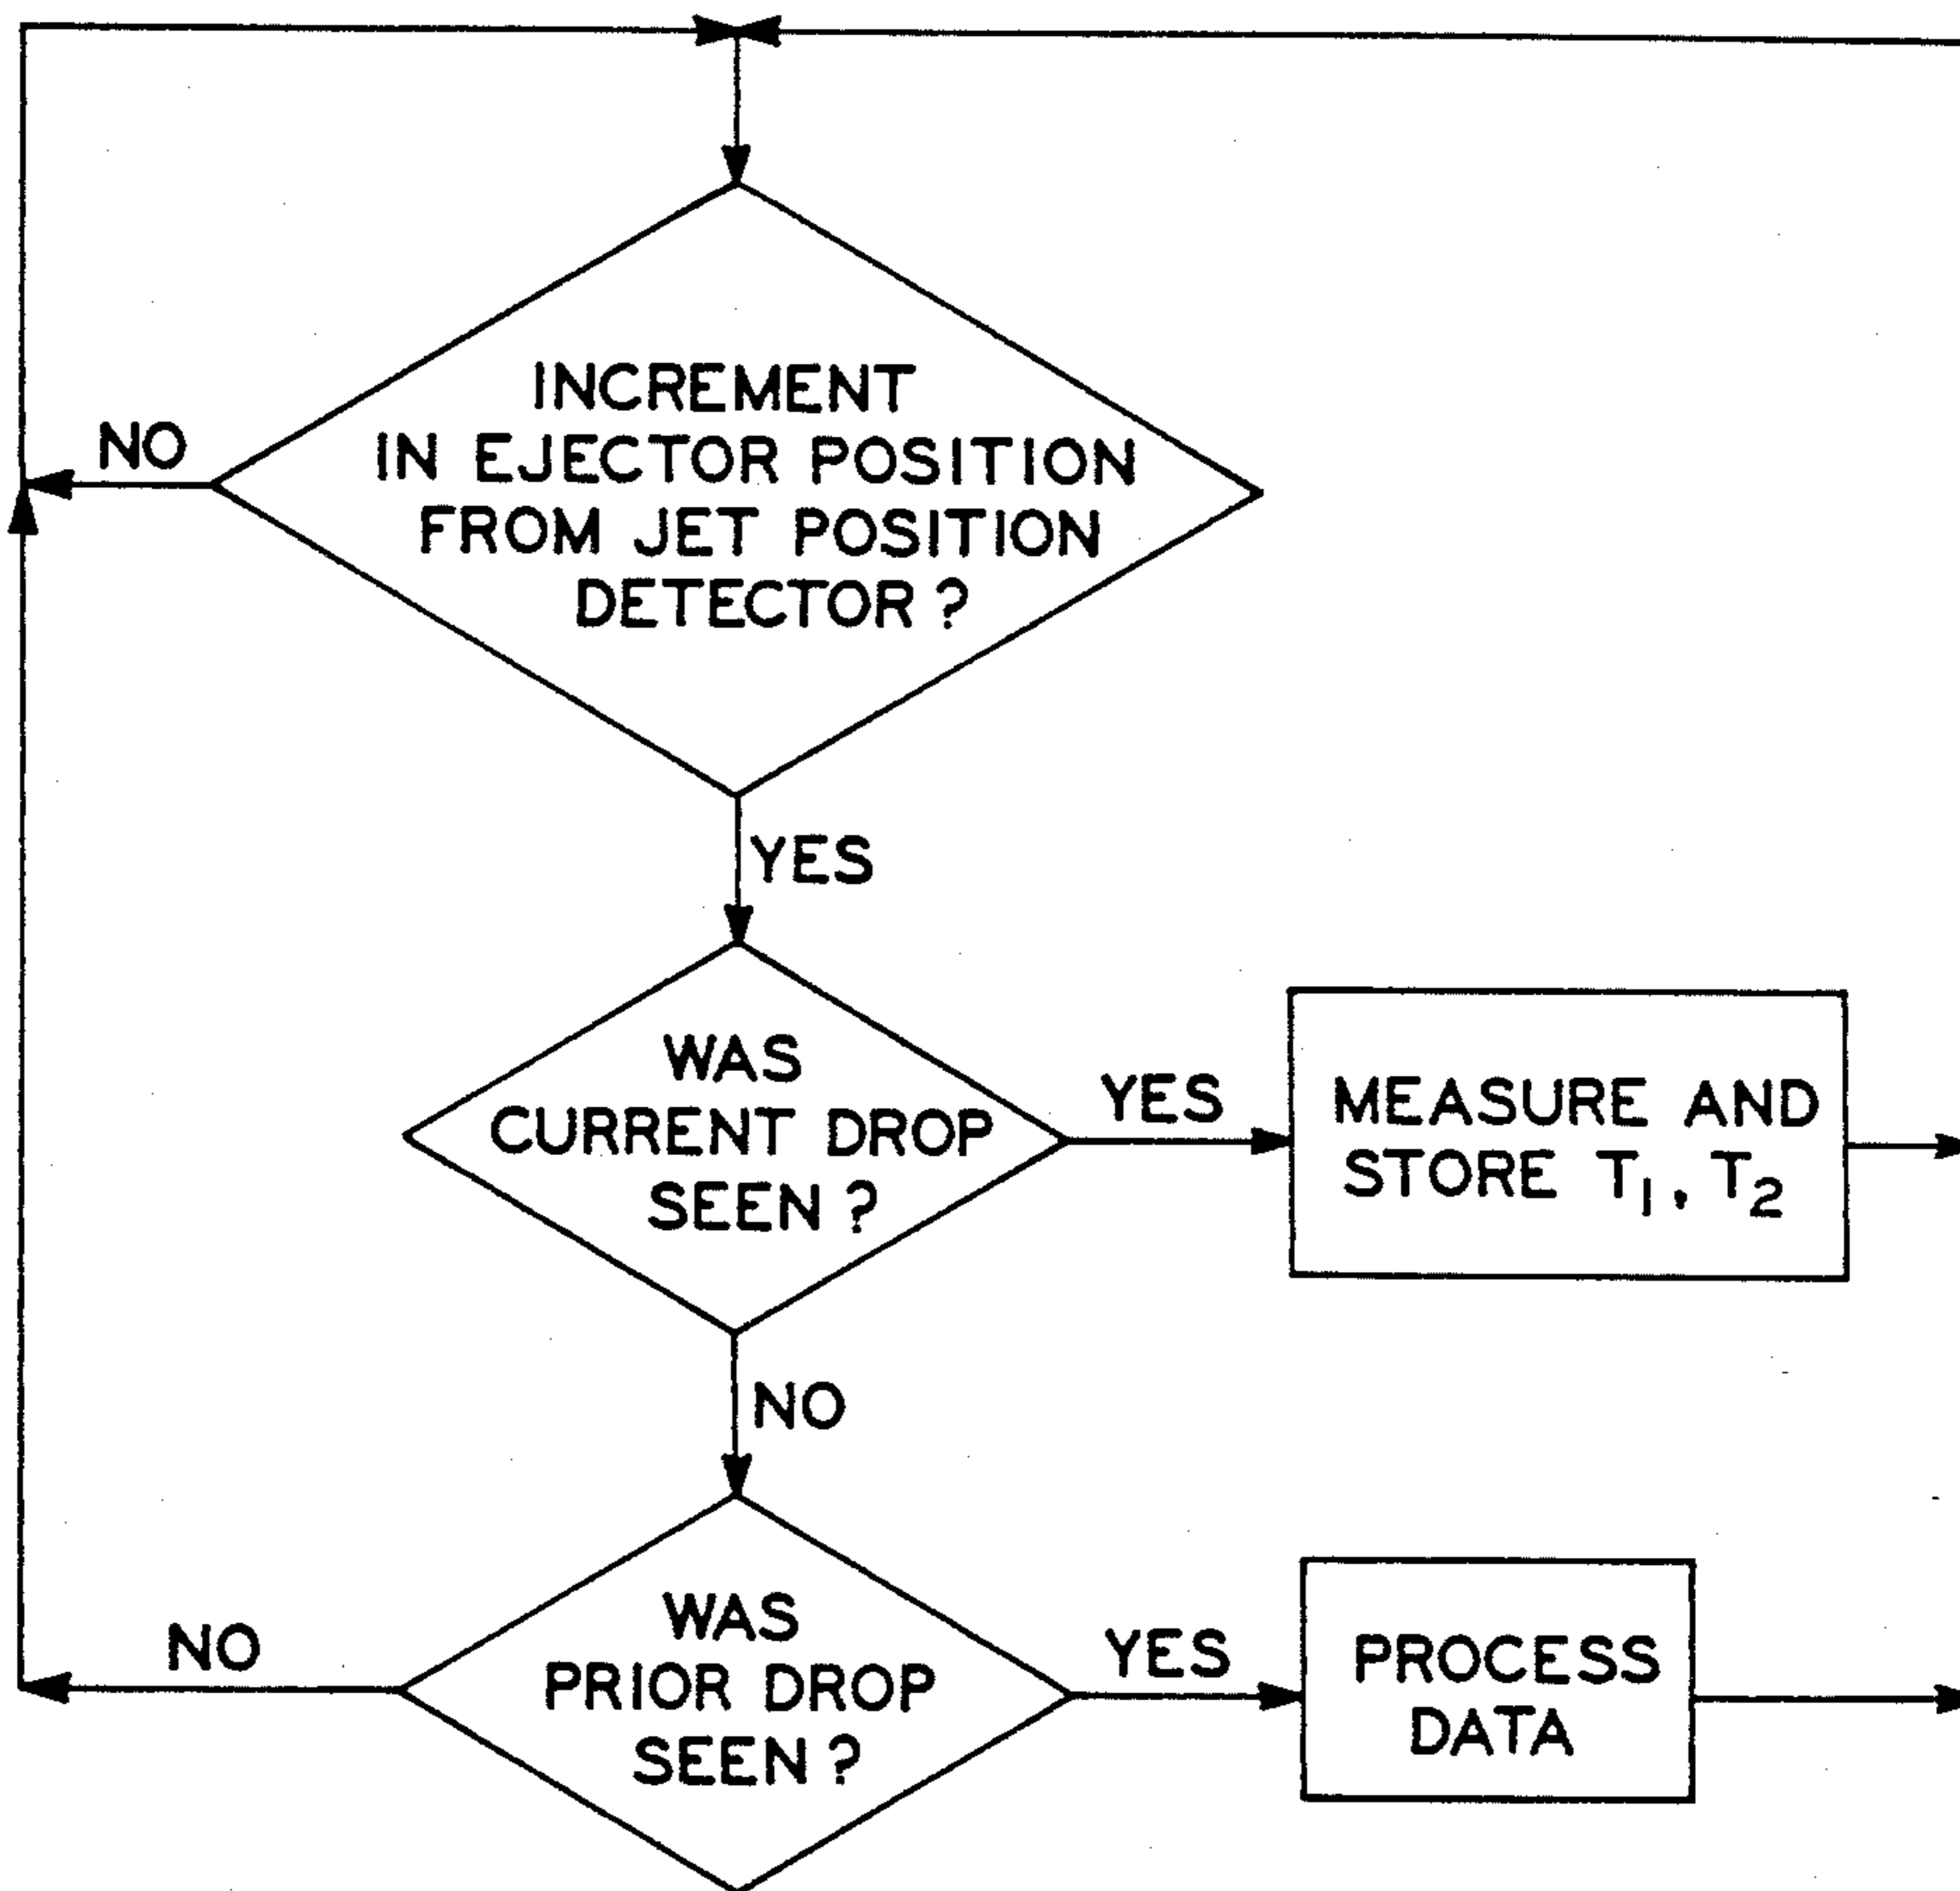 INCREMENT
IN EJECTOR POSITION
FROM JET POSITION
DETECTOR ?
NO
YES
WAS
CURRENT DROP
SEEN ?
YES
MEASURE AND
STORE T₁, T₂
NO
WAS
PRIOR DROP
SEEN ?
NO
YES
PROCESS
DATA